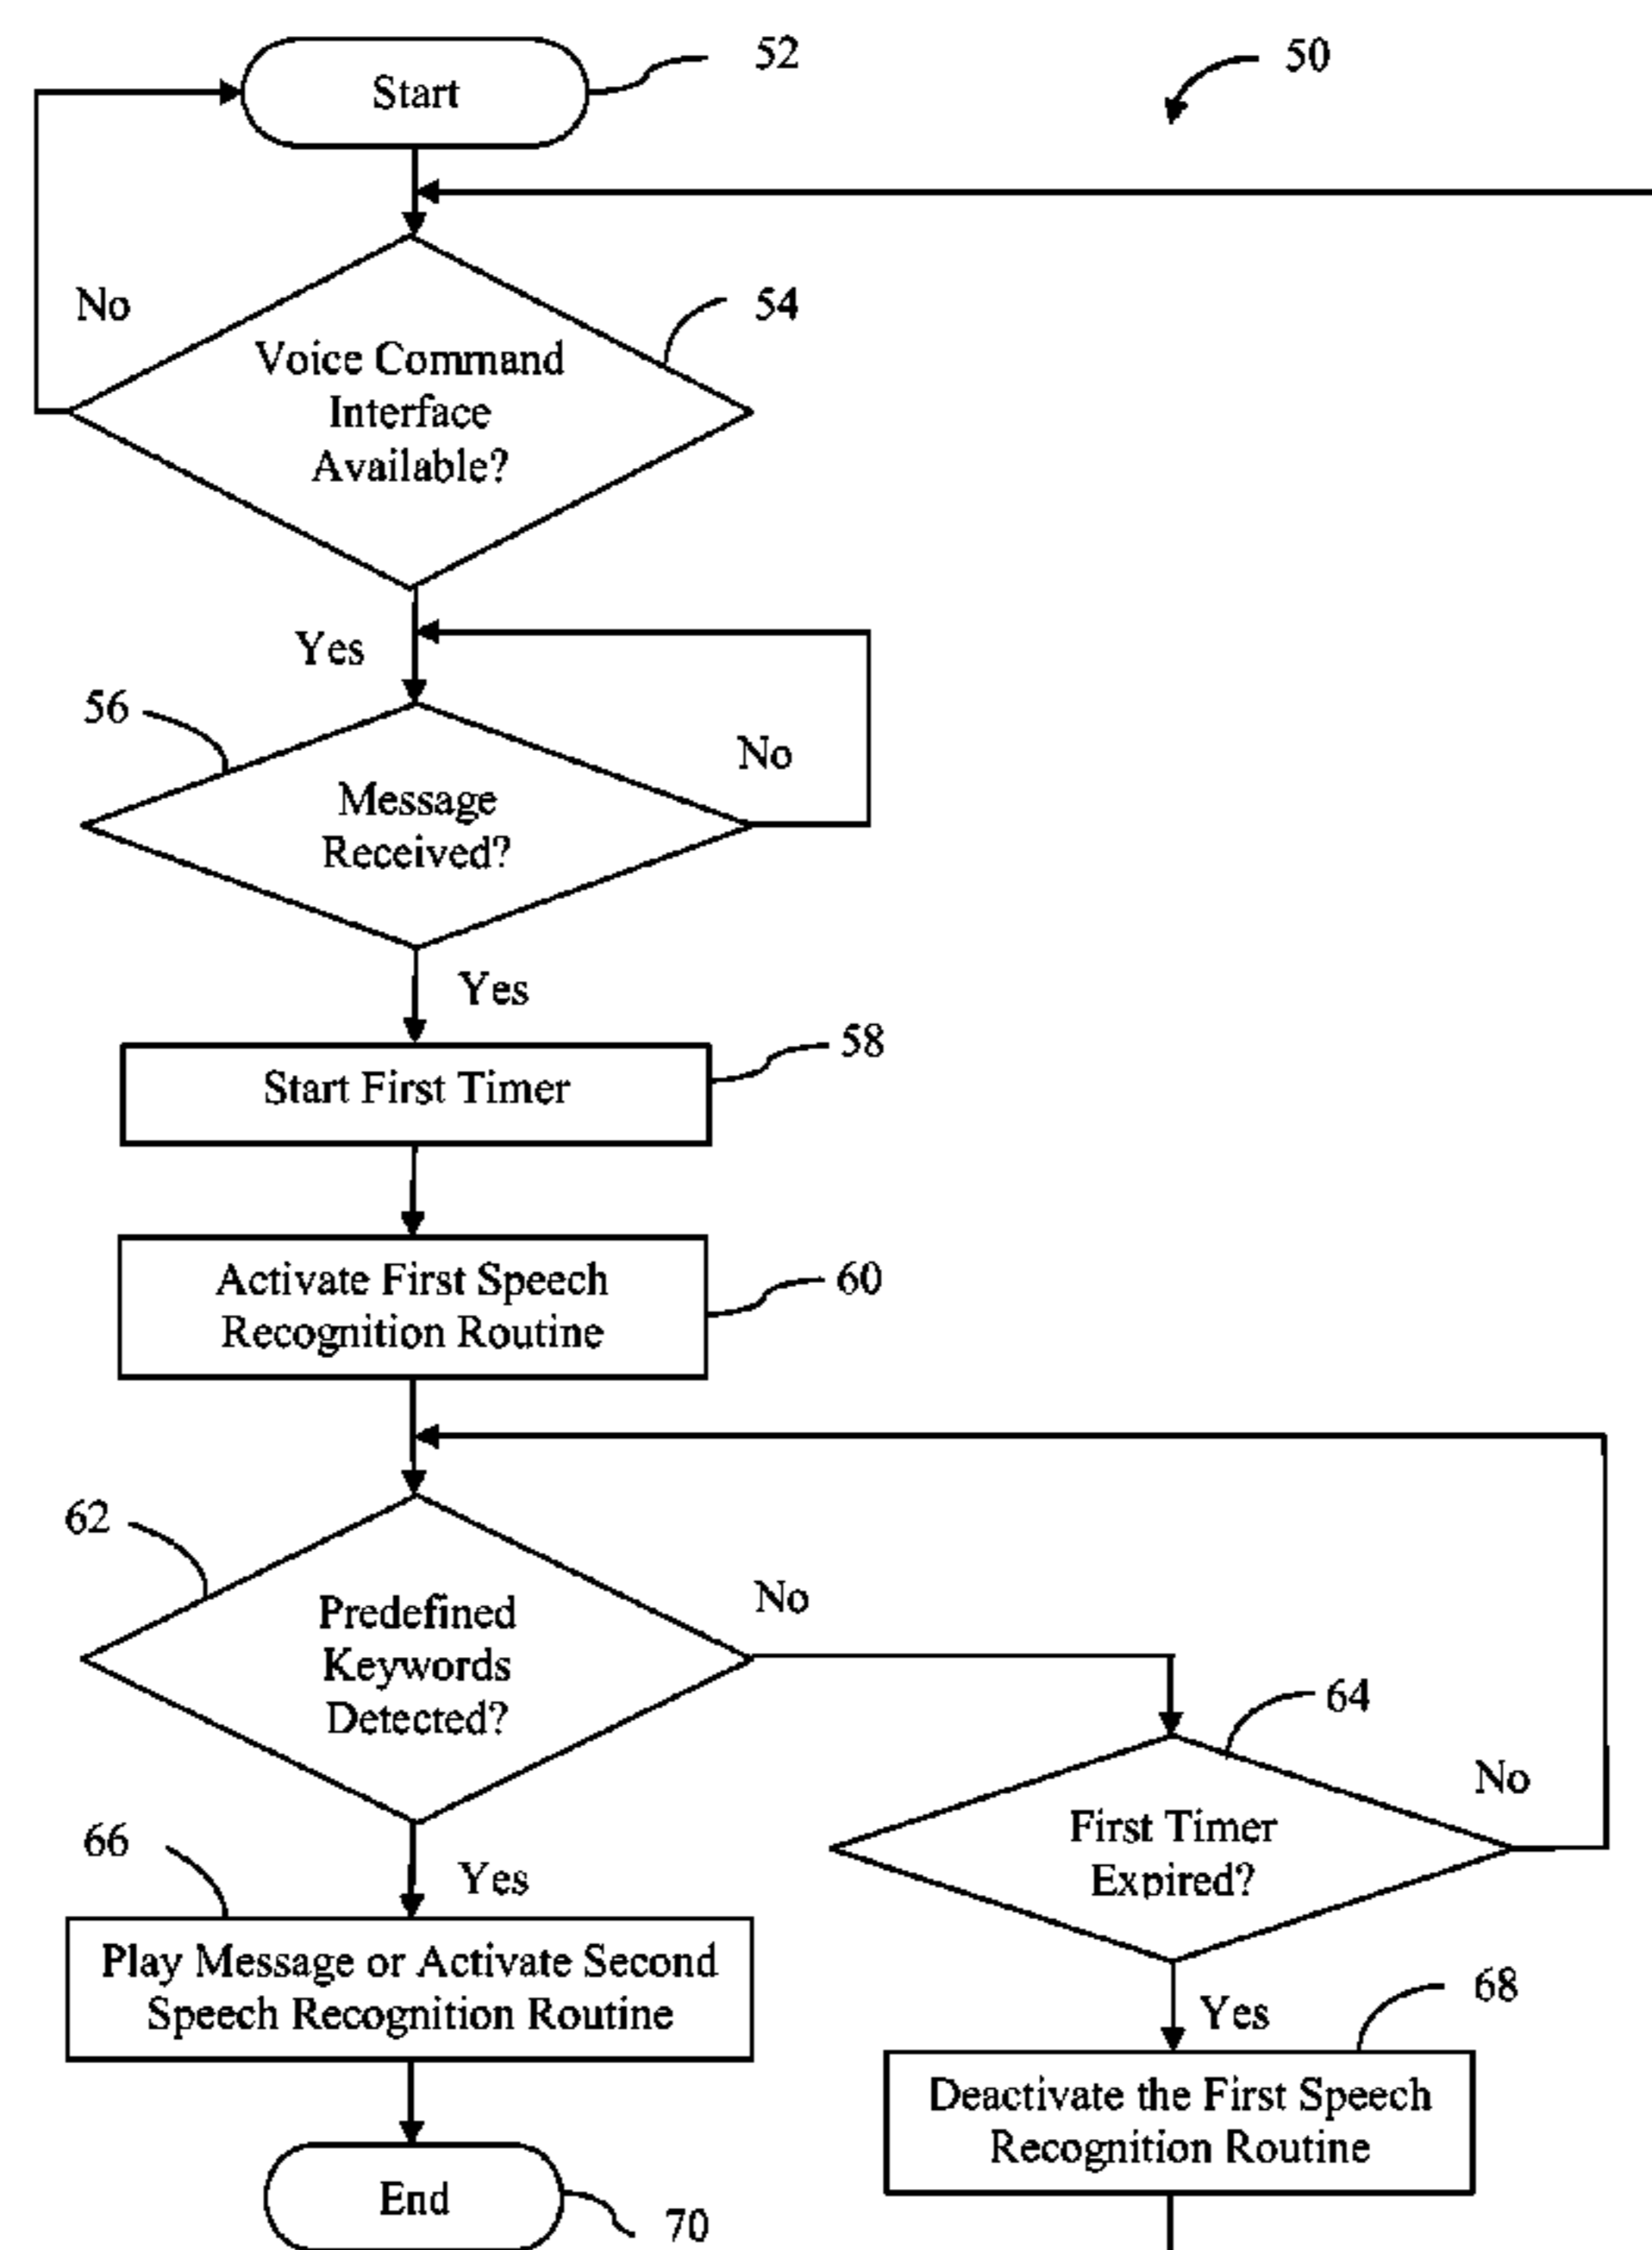 52
50
Start
No
54
Voice Command
Interface
Available?
Yes
56
No
Message
Received?
Yes
58
Start First Timer
60
Activate First Speech
Recognition Routine
62
No
Predefined
Keywords
Detected?
64
No
First Timer
Expired?
66
Yes
Play Message or Activate Second
Speech Recognition Routine
68
Yes
Deactivate the First Speech
Recognition Routine
End
70